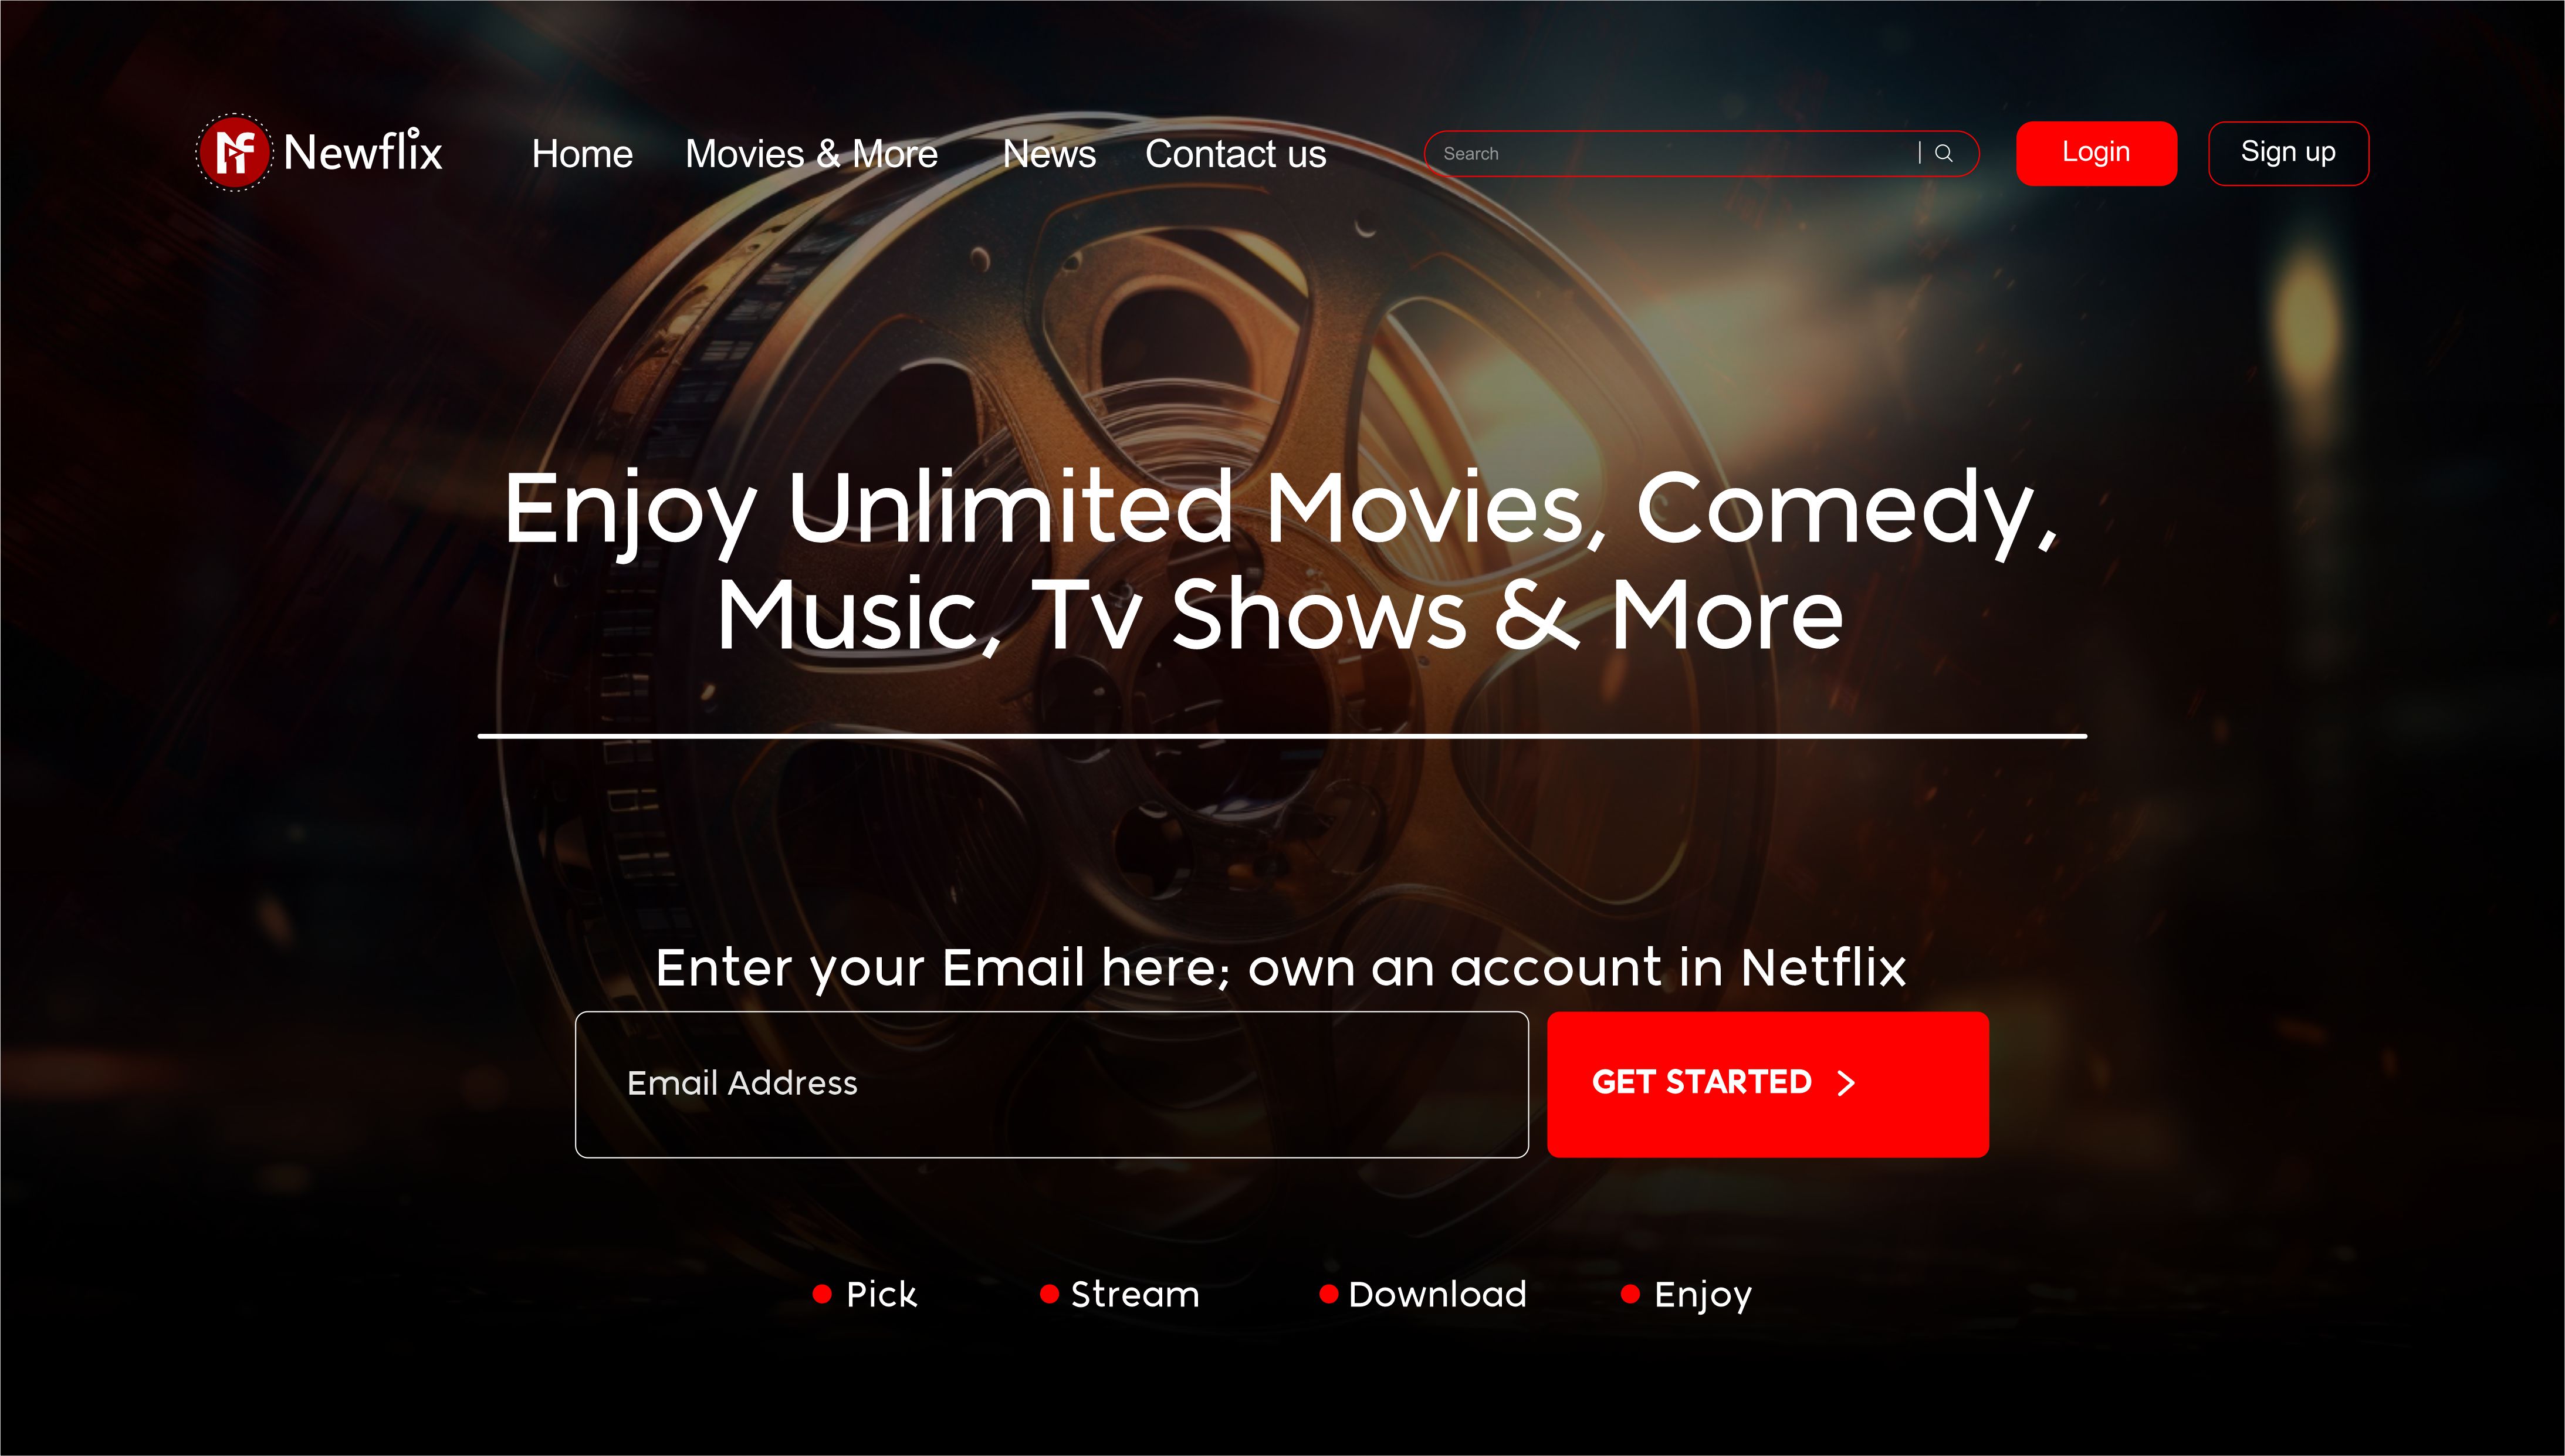 Newflix
Home Movies & More News Contact us
Search
Login
Sign up
Enjoy Unlimited Movies, Comedy,
Music, Tv Shows & More
Enter your Email here; own an account in Netflix
Email Address
GET STARTED >
Pick
Stream
Download
Enjoy